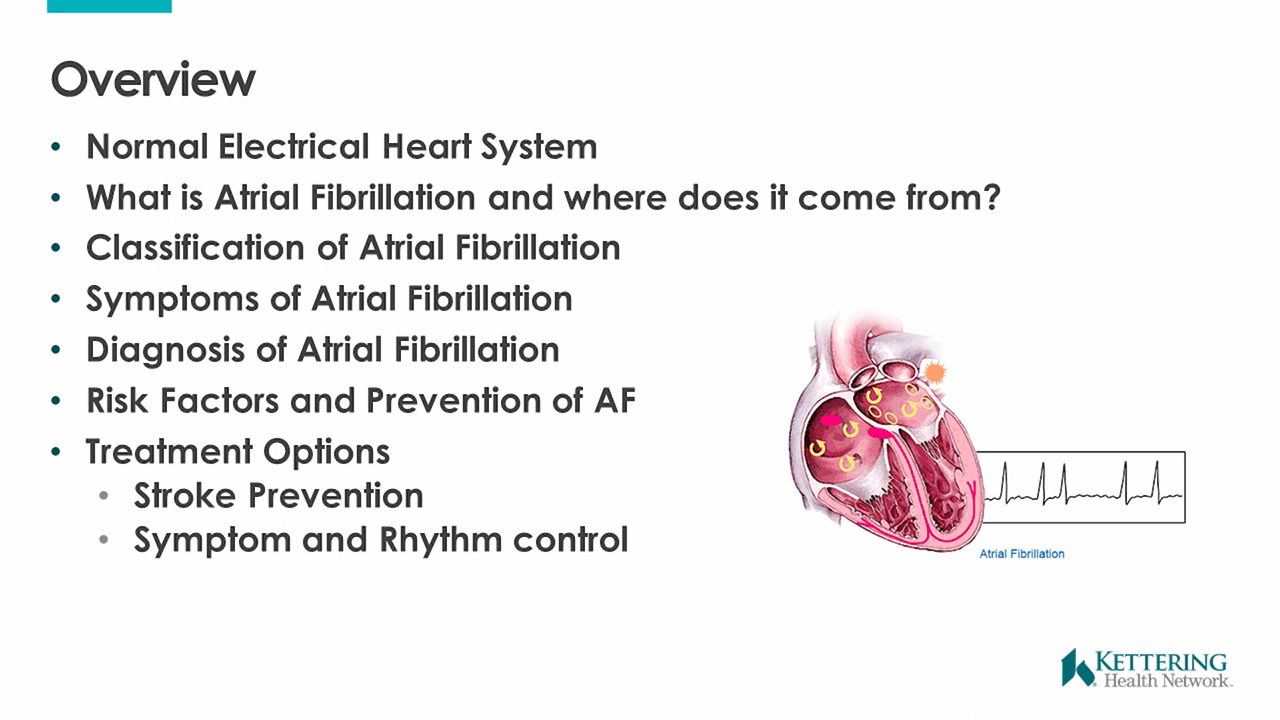 Overview
• Normal Electrical Heart System
• What is Atrial Fibrillation and where does it come from?
• Classification of Atrial Fibrillation
• Symptoms of Atrial Fibrillation
• Diagnosis of Atrial Fibrillation
• Risk Factors and Prevention of AF
• Treatment Options
• Stroke Prevention
• Symptom and Rhythm control
Atrial Fibrillation
KETTERING
Health Network™